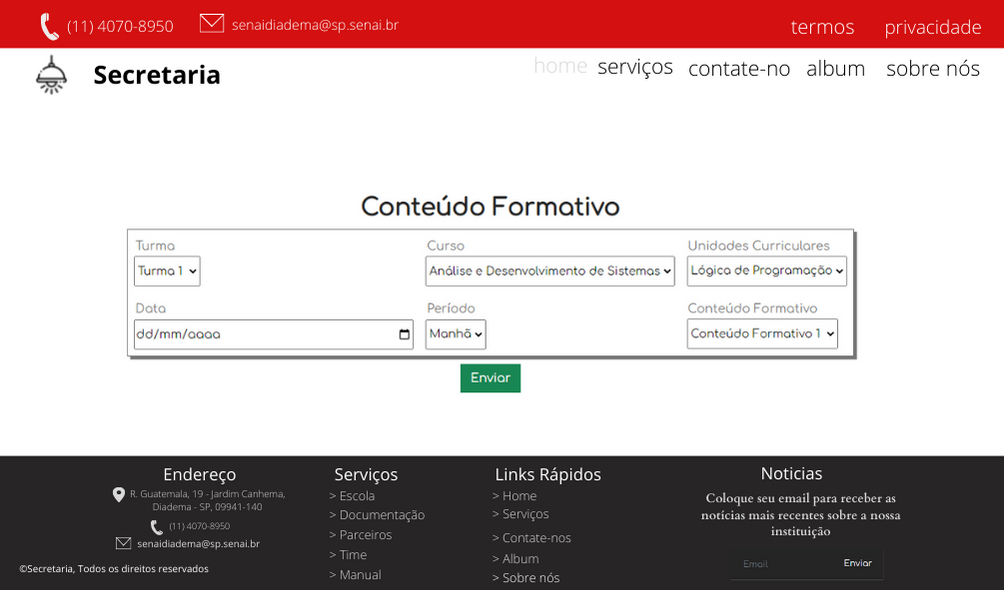 (11) 4070-8950 senaidiadema@sp.senai.br termos privacidade
Secretaria home serviços contate-no album sobre nós
Conteúdo Formativo
Turma Curso Unidades Curriculares
Turma 1 Análise e Desenvolvimento de Sistemas Lógica de Programação
Data Período Conteúdo Formativo
dd/mm/aaaa Manhã Conteúdo Formativo 1
Enviar
Endereço
R. Guatemala, 19 - Jardim Canhema,
Diadema - SP, 09941-140
(11) 4070-8950
senaidiadema@sp.senai.br
©Secretaria, Todos os direitos reservados
Serviços
> Escola
> Documentação
> Parceiros
> Time
> Manual
Links Rápidos
> Home
> Serviços
> Contate-nos
> Album
> Sobre nós
Noticias
Coloque seu email para receber as
notícias mais recentes sobre a nossa
instituição
Email Enviar